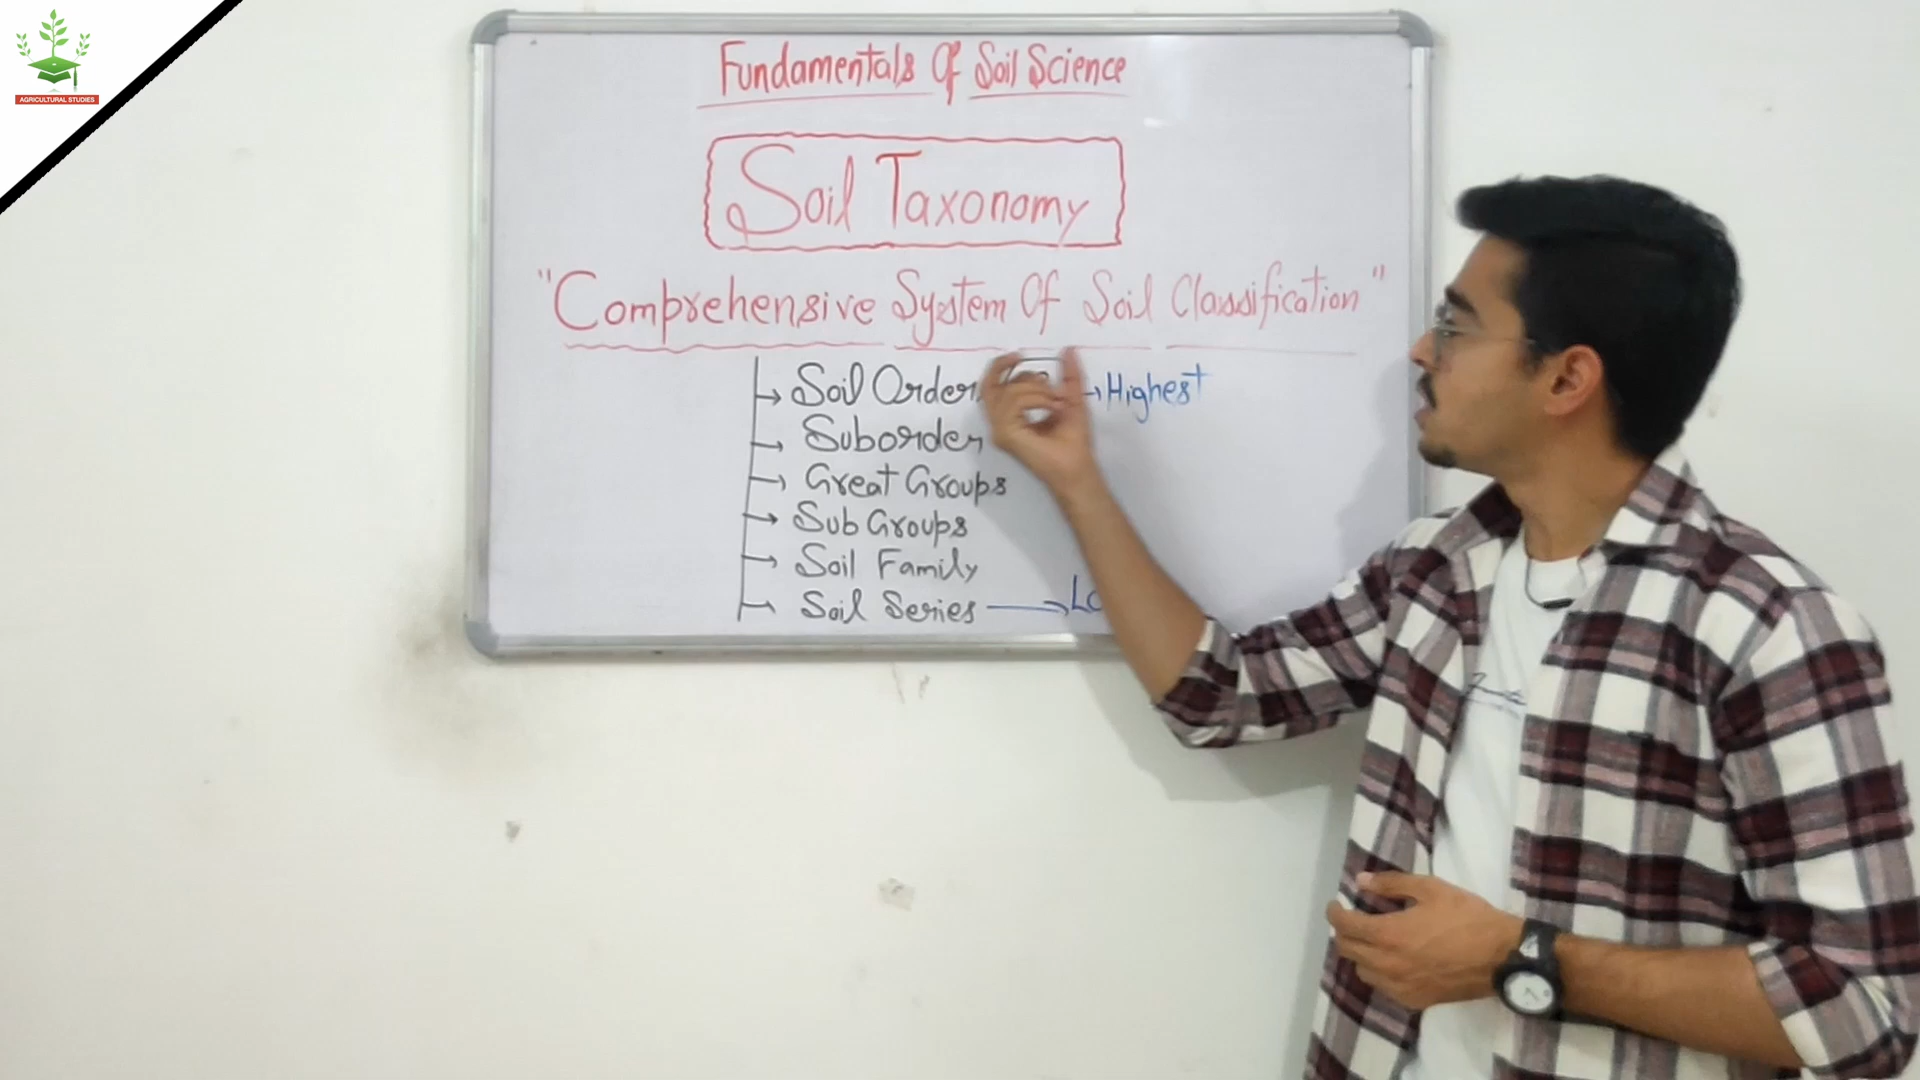 AGRICULTURAL STUDIES
Fundamentals Of Soil Science
Soil Taxonomy
"Comprehensive System Of Soil Classification"
Soil Order → Highest
Suborder
Great Groups
Sub Groups
Soil Family
Soil Series